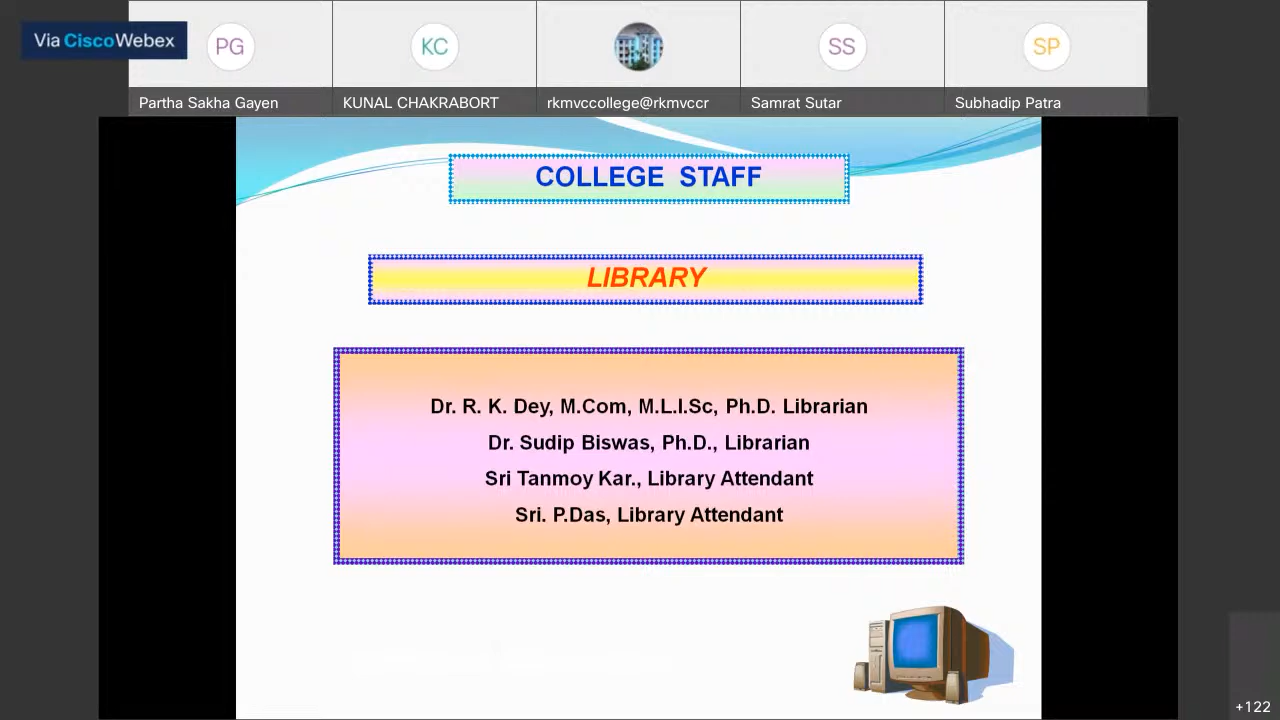 Via Cisco Webex
PG
KC
SS
SP
Partha Sakha Gayen
KUNAL CHAKRABORT
rkmvccollege@rkmvccr
Samrat Sutar
Subhadip Patra
COLLEGE STAFF
LIBRARY
Dr. R. K. Dey, M.Com, M.L.I.Sc, Ph.D. Librarian
Dr. Sudip Biswas, Ph.D., Librarian
Sri Tanmoy Kar., Library Attendant
Sri. P.Das, Library Attendant
+122